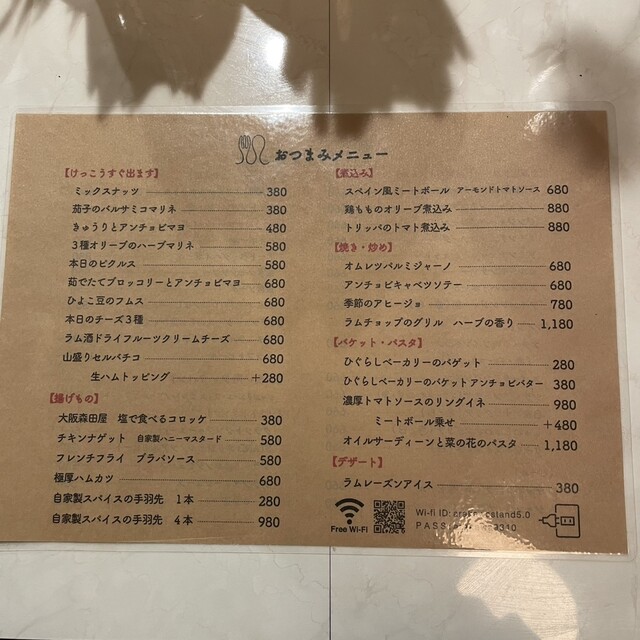 おつまみメニュー
【けっこうすぐ出ます】
ミックスナッツ 380
茄子のバルサミコマリネ 380
きゅうりとアンチョビマヨ 480
3種オリーブのハーブマリネ 580
本日のピクルス 580
茹でたてブロッコリーとアンチョビマヨ 680
ひよこ豆のフムス 680
本日のチーズ3種 680
ラム酒ドライフルーツクリームチーズ 680
山盛りセルバチコ 680
生ハムトッピング +280
【揚げもの】
大阪森田屋 塩で食べるコロッケ 380
チキンナゲット 自家製ハニーマスタード 580
フレンチフライ ブラバソース 580
極厚ハムカツ 680
自家製スパイスの手羽先 1本 280
自家製スパイスの手羽先 4本 980
【煮込み】
スペイン風ミートボール アーモンドトマトソース 680
鶏もものオリーブ煮込み 880
トリッパのトマト煮込み 880
【焼き・炒め】
オムレツパルミジャーノ 680
アンチョビキャベツソテー 680
季節のアヒージョ 780
ラムチョップのグリル ハーブの香り 1,180
【バケット・パスタ】
ひぐらしベーカリーのバゲット 280
ひぐらしベーカリーのバケットアンチョビバター 380
濃厚トマトソースのリングイネ 980
ミートボール乗せ +480
オイルサーディーンと菜の花のパスタ 1,180
【デザート】
ラムレーズンアイス 380
Free Wi-Fi
Wi-fi ID: